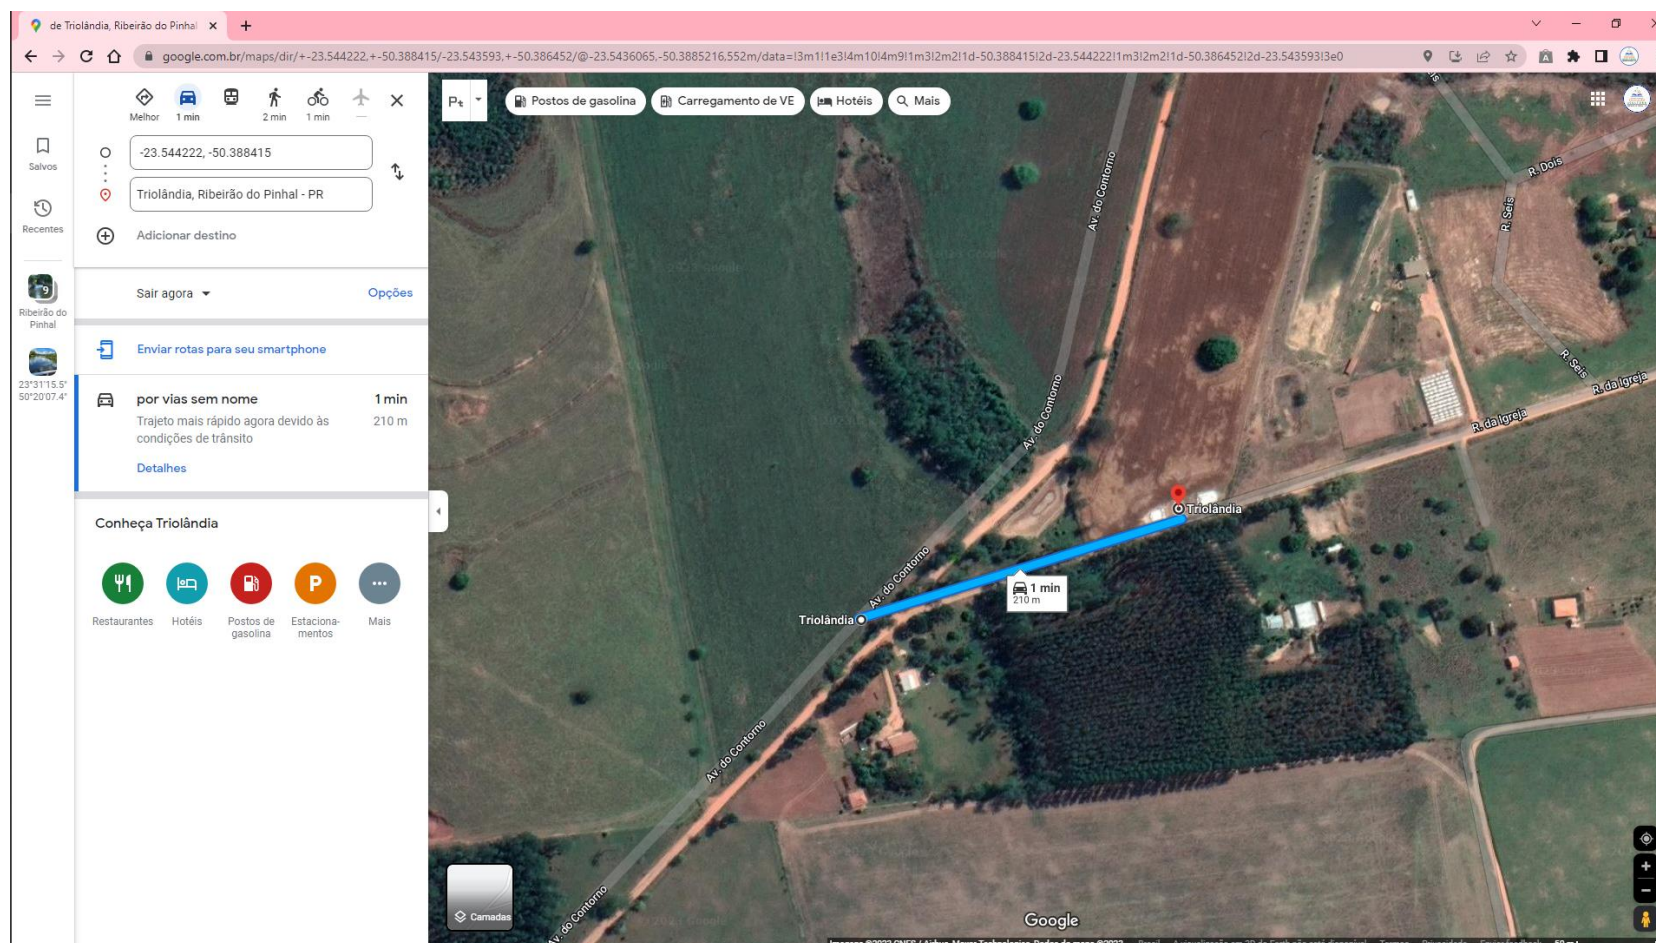 de Triolândia, Ribeirão do Pinhal
google.com.br/maps/dir/+-23.544222,+-50.388415/-23.543593,+-50.386452/@-23.5436065,-50.3885216,552m/data=!3m1!1e3!4m10!4m9!1m3!2m2!1d-50.388415!2d-23.544222!1m3!2m2!1d-50.386452!2d-23.543593!3e0
Melhor
1 min
2 min
1 min
-23.544222, -50.388415
Triolândia, Ribeirão do Pinhal - PR
Adicionar destino
Salvos
Recentes
9
Ribeirão do
Pinhal
23°31'15.5"
50°20'07.4"
Sair agora
Opções
Enviar rotas para seu smartphone
por vias sem nome
1 min
Trajeto mais rápido agora devido às
210 m
condições de trânsito
Detalhes
Conheça Triolândia
P
Restaurantes
Hotéis
Postos de
gasolina
Estaciona-
mentos
Mais
Postos de gasolina
Carregamento de VE
Hotéis
Mais
R. Dois
Av. do Contorno
R. Seis
R. Seis
R. da Igreja
R. da Igreja
Av. do Contorno
Av. do Contorno
Triolândia
Av. do Contorno
1 min
210 m
Triolândia
Av. do Contorno
Av. do Contorno
Camadas
Google